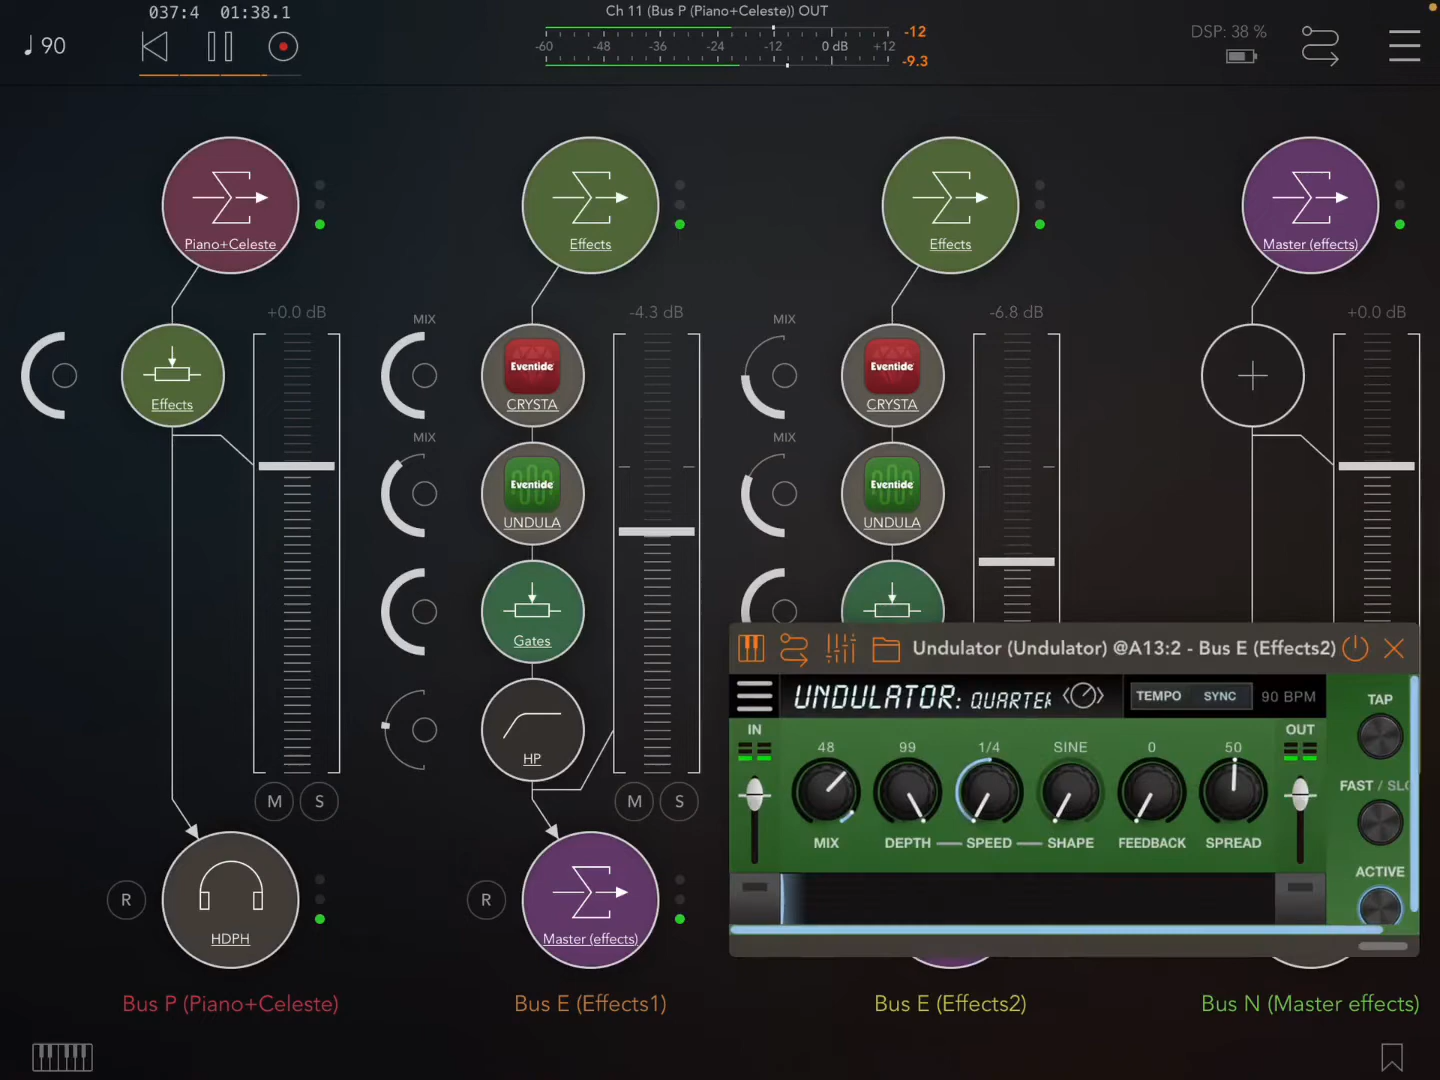 037:4 01:38.1
♩ 90
Ch 11 (Bus P (Piano+Celeste)) OUT
-60 -48 -36 -24 -12 0 dB +12
-12
-9.3
DSP: 38 %
Piano+Celeste
Effects
Effects
Master (effects)
+0.0 dB
MIX
-4.3 dB
MIX
-6.8 dB
+0.0 dB
Effects
Eventide
CRYSTA
Eventide
CRYSTA
MIX
MIX
Eventide
UNDULA
Eventide
UNDULA
Gates
HP
M S
M S
R
HDPH
R
Master (effects)
Undulator (Undulator) @A13:2 - Bus E (Effects2)
UNDULATOR: QUARTER
TEMPO SYNC 90 BPM
TAP
IN
OUT
48 99 1/4 SINE 0 50
FAST / SLO
MIX DEPTH SPEED SHAPE FEEDBACK SPREAD
ACTIVE
Bus P (Piano+Celeste)
Bus E (Effects1)
Bus E (Effects2)
Bus N (Master effects)